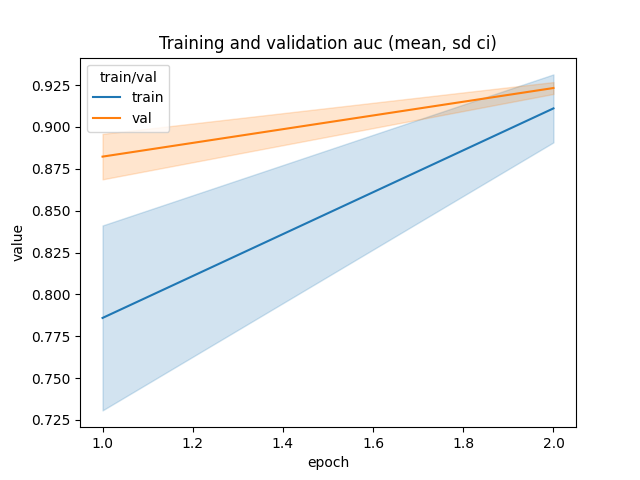 Training and validation auc (mean, sd ci)
train/val
train
val
0.925
0.900
0.875
0.850
0.825
0.800
0.775
0.750
0.725
value
1.0 1.2 1.4 1.6 1.8 2.0
epoch